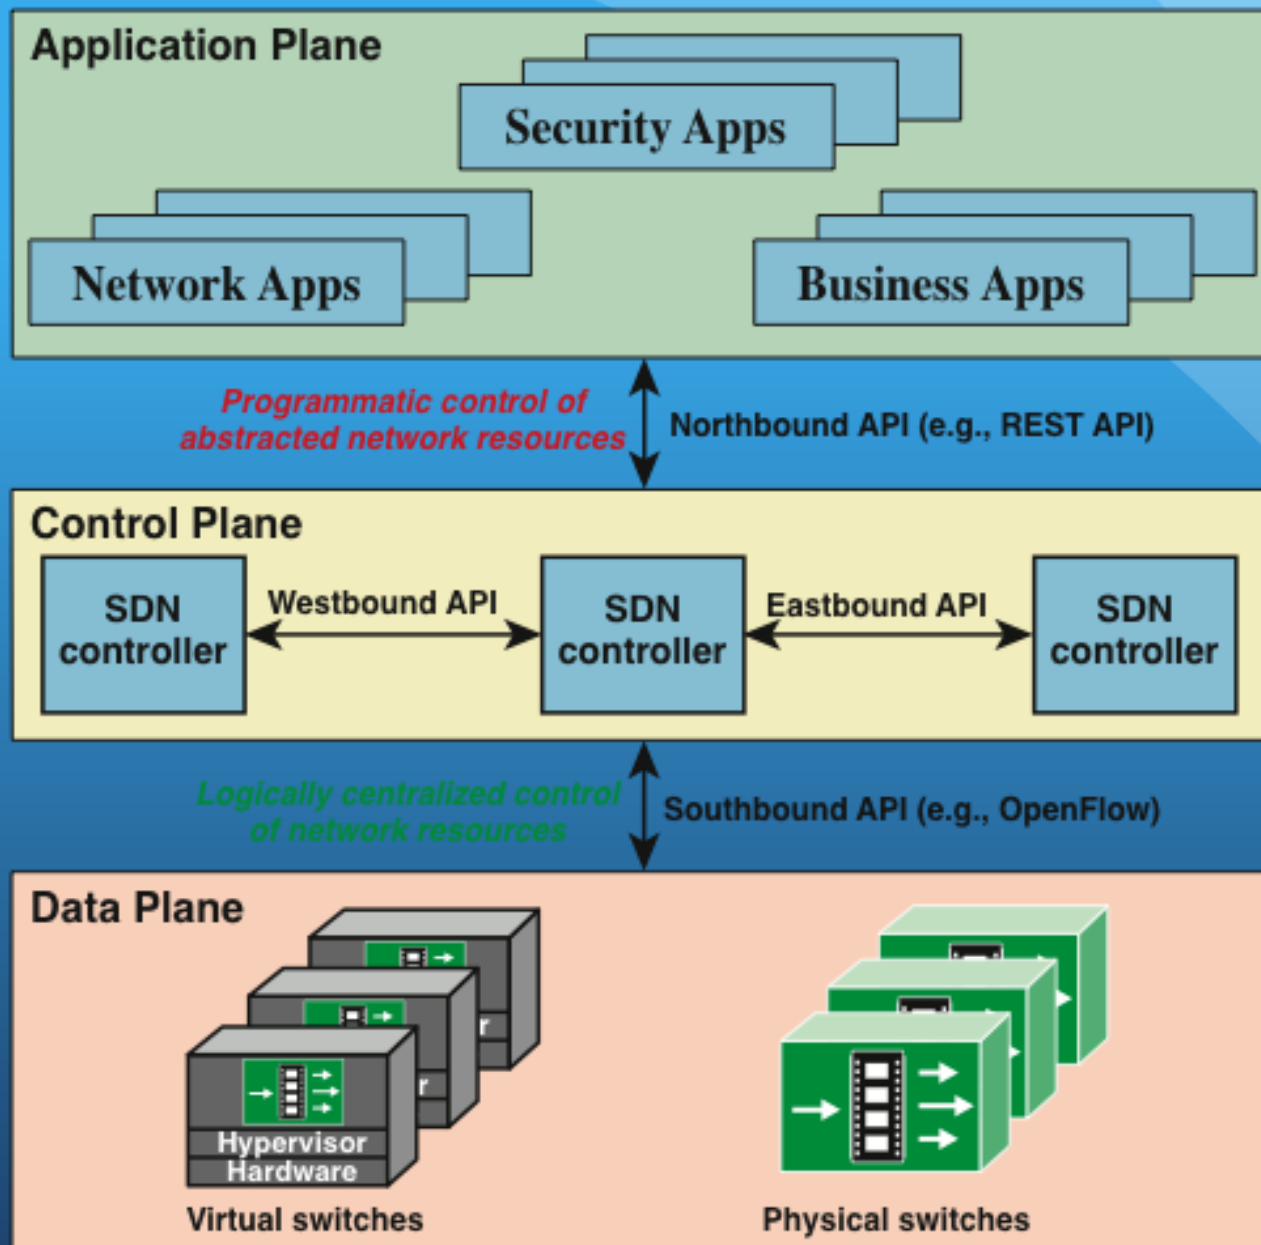 Application Plane
Security Apps
Network Apps
Business Apps
Programmatic control of
abstracted network resources
Northbound API (e.g., REST API)
Control Plane
SDN
controller
Westbound API
SDN
controller
Eastbound API
SDN
controller
Logically centralized control
of network resources
Southbound API (e.g., OpenFlow)
Data Plane
r
r
Hypervisor
Hardware
Virtual switches
Physical switches